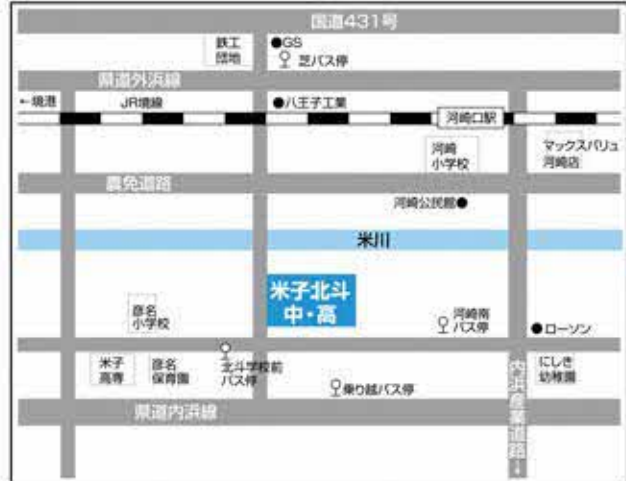 国道431号
鉄工
団地
●GS
芝バス停
県道外浜線
←境港
JR境線
●八王子工業
河崎口駅
河崎
小学校
マックスバリュ
河崎店
農免道路
河崎公民館●
米川
米子北斗
中・高
彦名
小学校
河崎南
バス停
●ローソン
米子
高専
彦名
保育園
北斗学校前
バス停
乗り越バス停
にしき
幼稚園
県道内浜線
内浜産業道路→